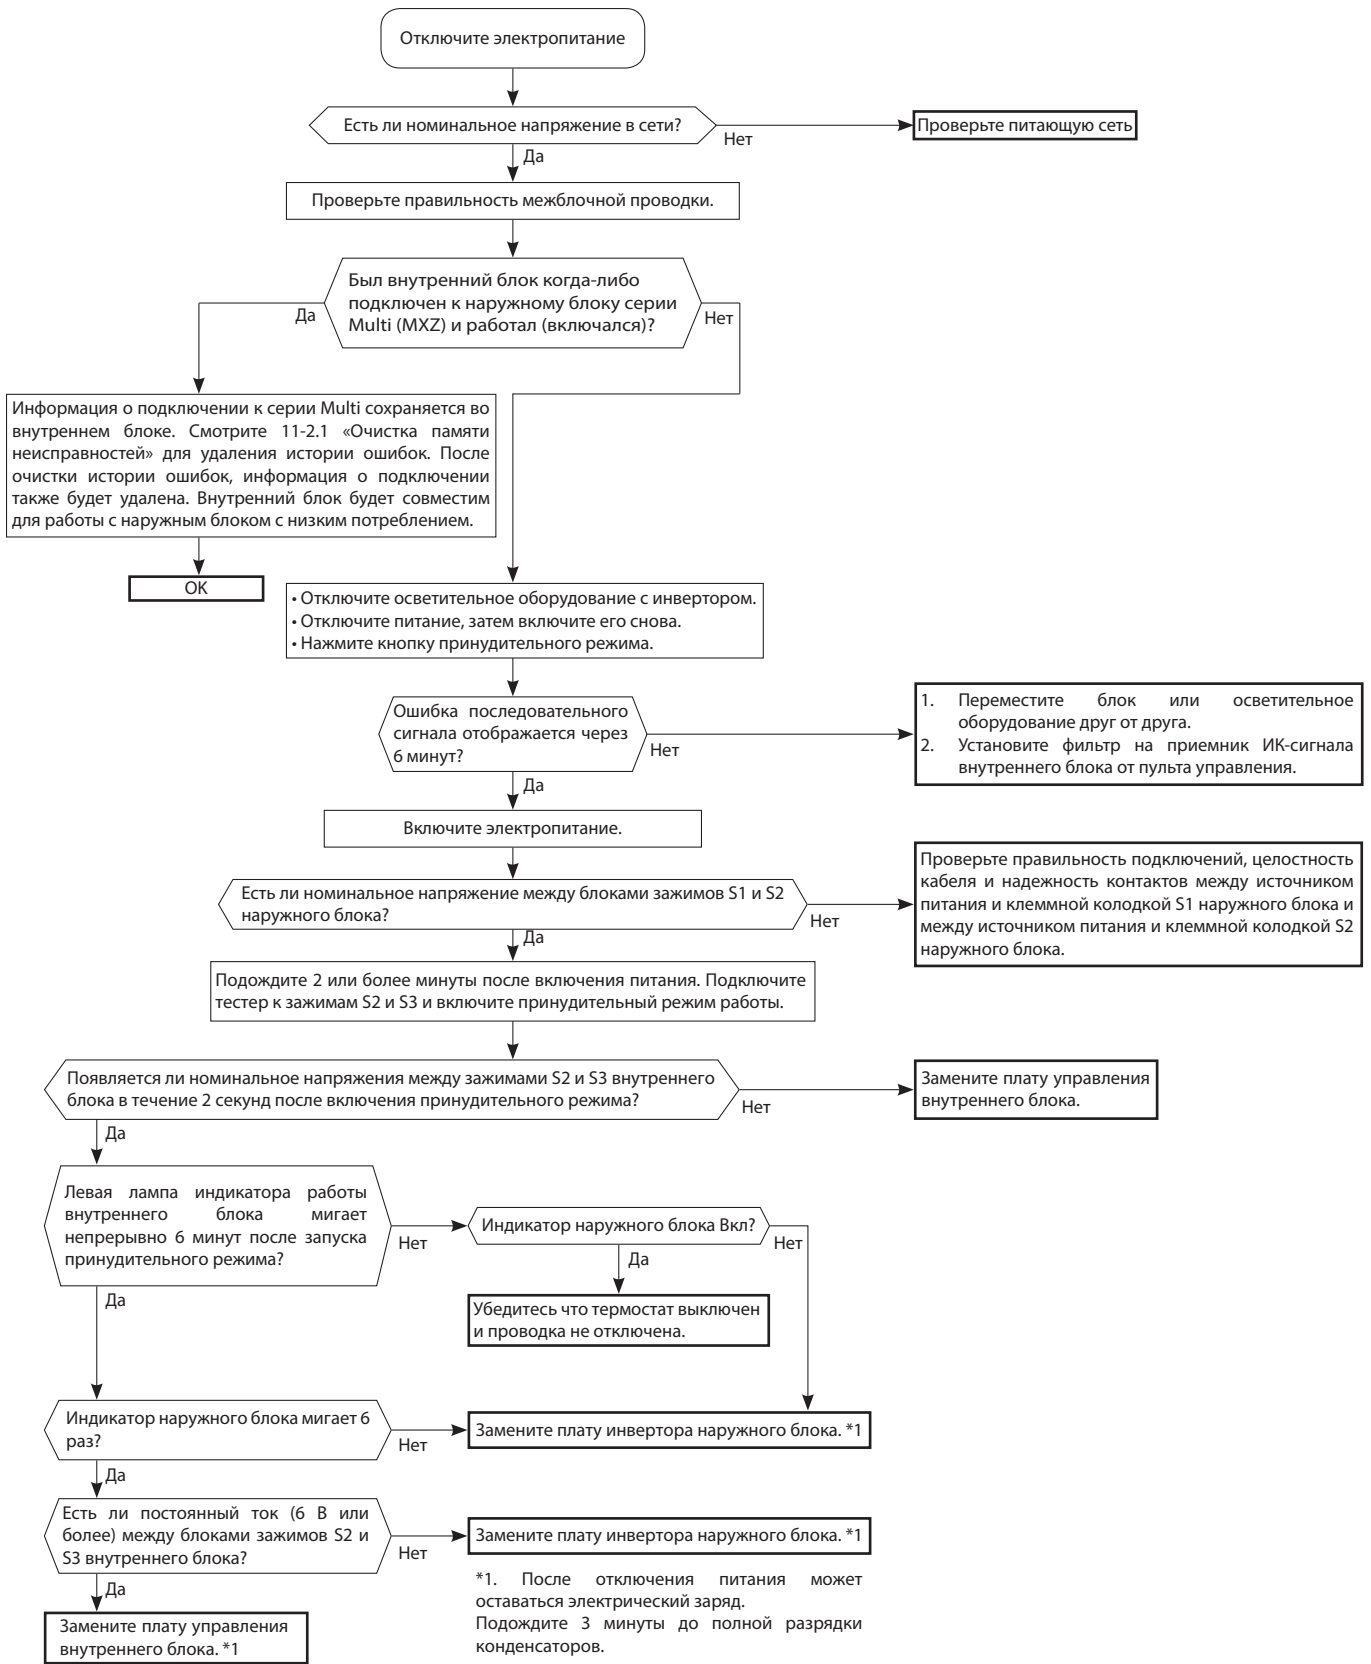 Отключите электропитание
Есть ли номинальное напряжение в сети?
Нет
Проверьте питающую сеть
Да
Проверьте правильность межблочной проводки.
Был внутренний блок когда-либо
подключен к наружному блоку серии
Multi (MXZ) и работал (включался)?
Да
Нет
Информация о подключении к серии Multi сохраняется во
внутреннем блоке. Смотрите 11-2.1 «Очистка памяти
неисправностей» для удаления истории ошибок. После
очистки истории ошибок, информация о подключении
также будет удалена. Внутренний блок будет совместим
для работы с наружным блоком с низким потреблением.
OK
• Отключите осветительное оборудование с инвертором.
• Отключите питание, затем включите его снова.
• Нажмите кнопку принудительного режима.
Ошибка последовательного
сигнала отображается через
6 минут?
Нет
1. Переместите блок или осветительное
оборудование друг от друга.
2. Установите фильтр на приемник ИК-сигнала
внутреннего блока от пульта управления.
Да
Включите электропитание.
Есть ли номинальное напряжение между блоками зажимов S1 и S2
наружного блока?
Нет
Проверьте правильность подключений, целостность
кабеля и надежность контактов между источником
питания и клеммной колодкой S1 наружного блока и
между источником питания и клеммной колодкой S2
наружного блока.
Да
Подождите 2 или более минуты после включения питания. Подключите
тестер к зажимам S2 и S3 и включите принудительный режим работы.
Появляется ли номинальное напряжения между зажимами S2 и S3 внутреннего
блока в течение 2 секунд после включения принудительного режима?
Нет
Замените плату управления
внутреннего блока.
Да
Левая лампа индикатора работы
внутреннего блока мигает
непрерывно 6 минут после запуска
принудительного режима?
Нет
Индикатор наружного блока Вкл?
Нет
Да
Убедитесь что термостат выключен
и проводка не отключена.
Да
Индикатор наружного блока мигает 6
раз?
Нет
Замените плату инвертора наружного блока. *1
Да
Есть ли постоянный ток (6 В или
более) между блоками зажимов S2 и
S3 внутреннего блока?
Нет
Замените плату инвертора наружного блока. *1
Да
Замените плату управления
внутреннего блока. *1
*1. После отключения питания может
оставаться электрический заряд.
Подождите 3 минуты до полной разрядки
конденсаторов.